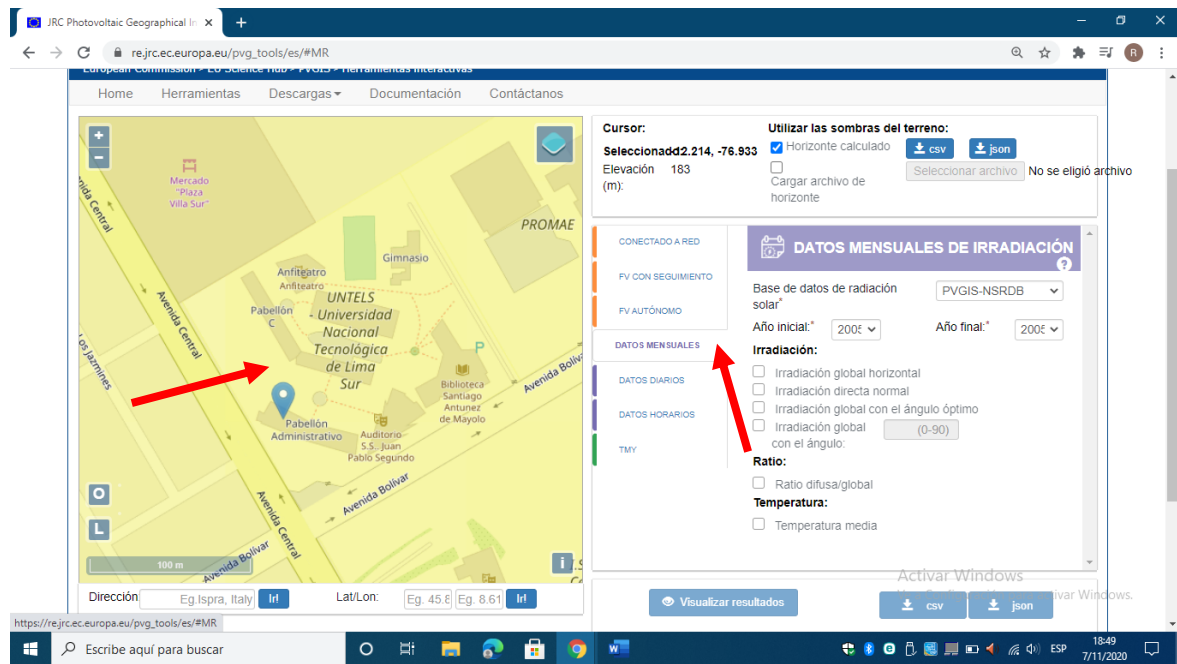 JRC Photovoltaic Geographical In
re.jrc.ec.europa.eu/pvg_tools/es/#MR
R
European Commission > EU Science Hub > PVGIS > Herramientas interactivas
Home Herramientas Descargas Documentación Contáctanos
+
−
Mercado
"Plaza
Villa Sur"
Avenida Central
PROMAE
Gimnasio
Anfiteatro
Anfiteatro
Pabellón
C
UNTELS
- Universidad
Nacional
Tecnológica
de Lima
Sur
Avenida Central
Los Jazmines
P
Biblioteca
Santiago
Antunez
de Mayolo
Avenida Boliva
Pabellón
Administrativo
Auditorio
S.S. Juan
Pablo Segundo
Avenida Bolivar
Avenida Central
Avenida Bolivar
O
L
100 m
i
Dirección: Eg.Ispra, Italy Ir!
Lat/Lon: Eg. 45.8 Eg. 8.61 Ir!
Cursor:
Seleccionado:
-76.933
Elevación 183
(m):
Utilizar las sombras del terreno:
Horizonte calculado
csv
json
Cargar archivo de
horizonte
Seleccionar archivo No se eligió archivo
CONECTADO A RED
FV CON SEGUIMIENTO
FV AUTÓNOMO
DATOS MENSUALES
DATOS DIARIOS
DATOS HORARIOS
TMY
DATOS MENSUALES DE IRRADIACIÓN
?
Base de datos de radiación
solar*
PVGIS-NSRDB
Año inicial:* 2005
Año final:* 2005
Irradiación:
Irradiación global horizontal
Irradiación directa normal
Irradiación global con el ángulo óptimo
Irradiación global
con el ángulo:
(0-90)
Ratio:
Ratio difusa/global
Temperatura:
Temperatura media
Visualizar resultados
csv
json
Activar Windows
https://re.jrc.ec.europa.eu/pvg_tools/es/#MR
Escribe aquí para buscar
ESP
18:49
7/11/2020